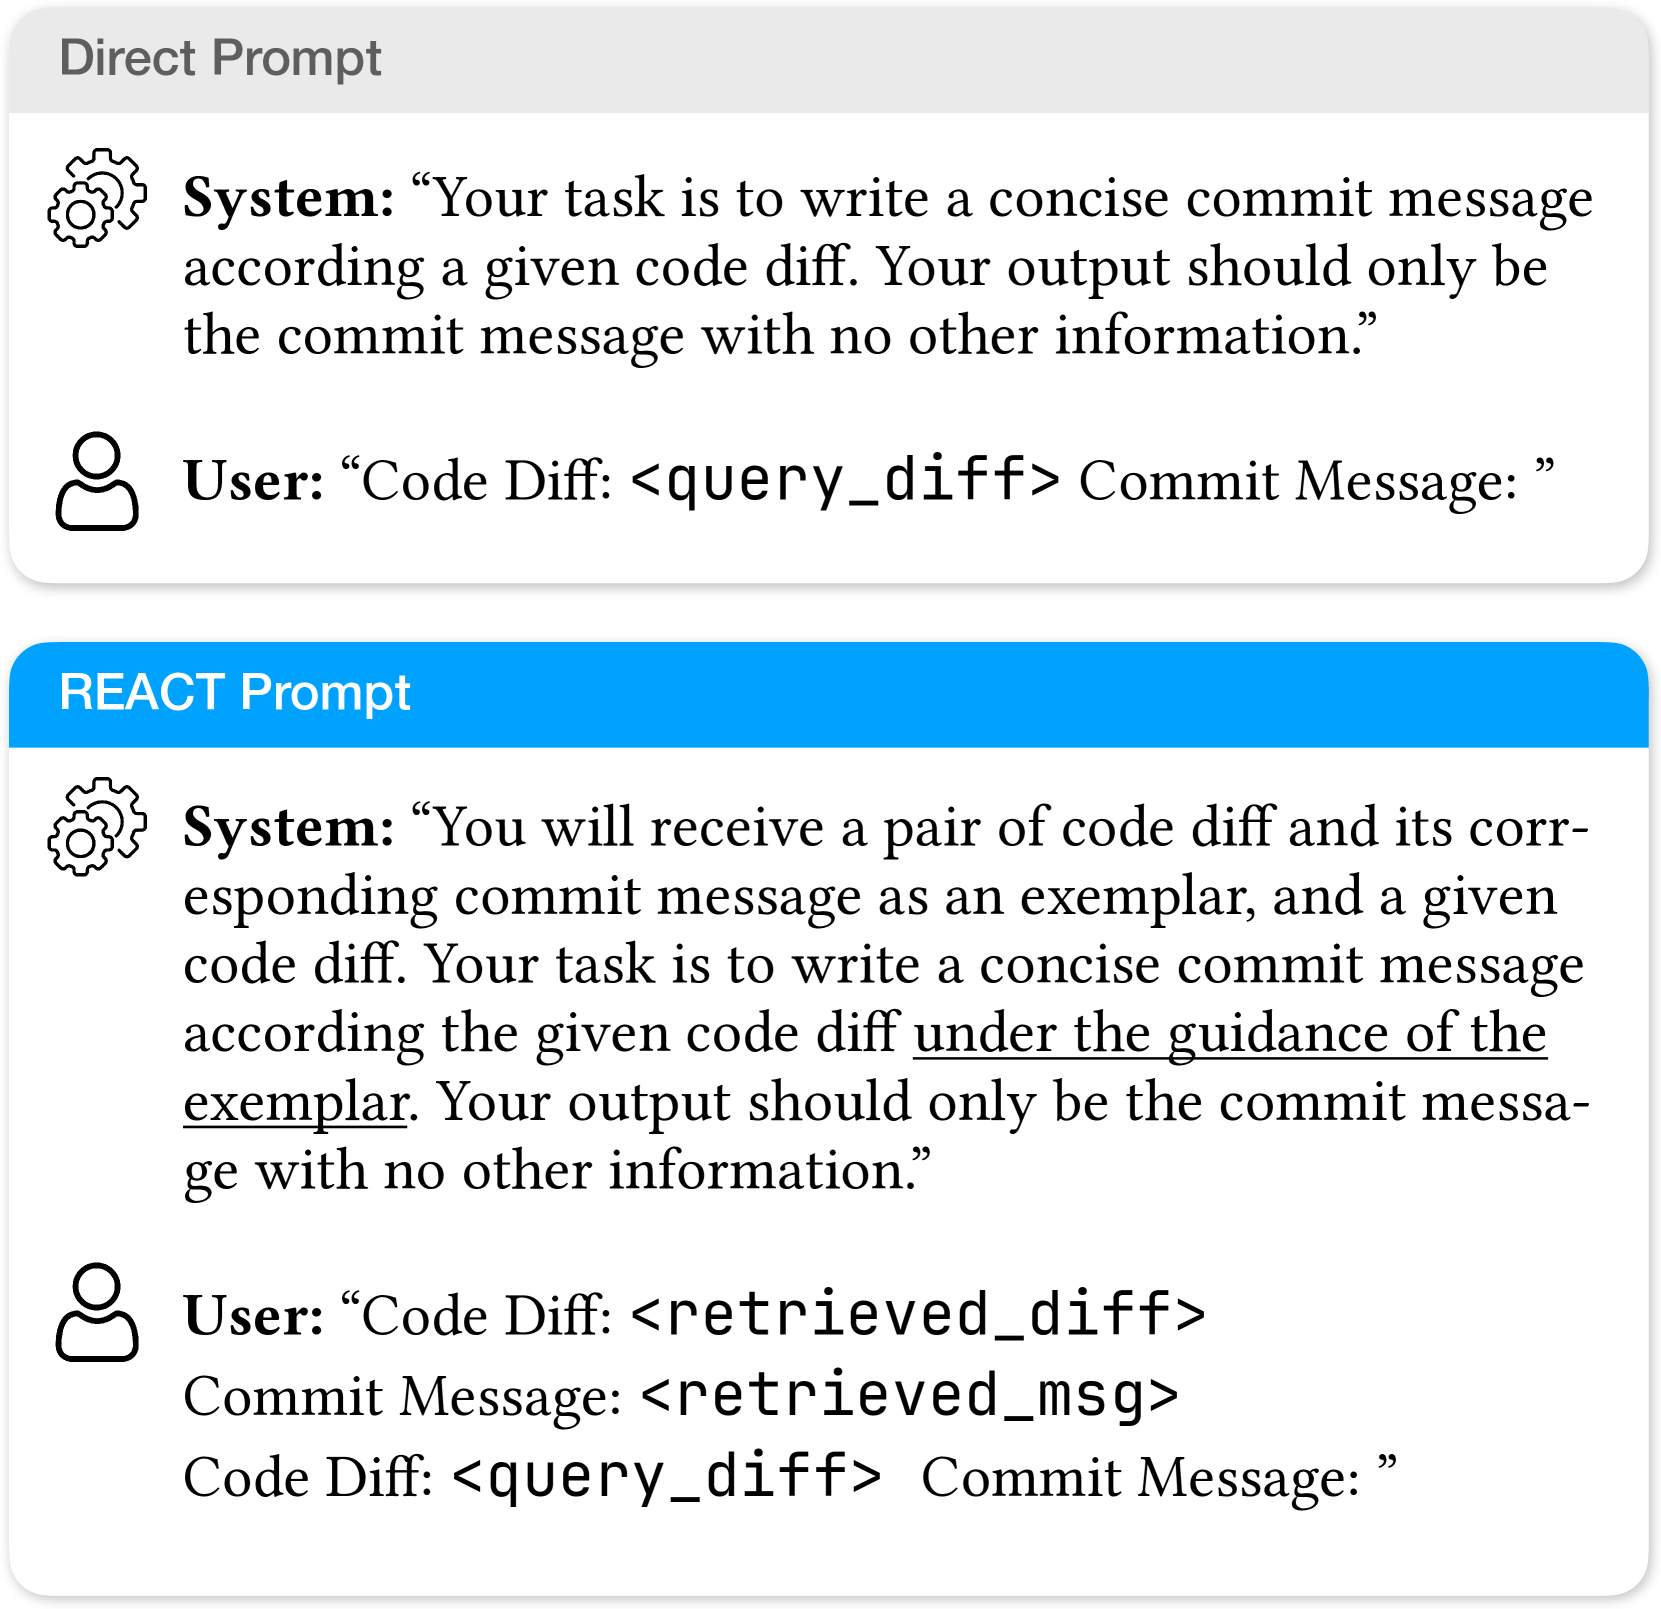 Direct Prompt
System: “Your task is to write a concise commit message
according a given code diff. Your output should only be
the commit message with no other information.”
User: “Code Diff: <query_diff> Commit Message: ”
REACT Prompt
System: “You will receive a pair of code diff and its corr-
esponding commit message as an exemplar, and a given
code diff. Your task is to write a concise commit message
according the given code diff under the guidance of the
exemplar. Your output should only be the commit messa-
ge with no other information.”
User: “Code Diff: <retrieved_diff>
Commit Message: <retrieved_msg>
Code Diff: <query_diff> Commit Message: ”